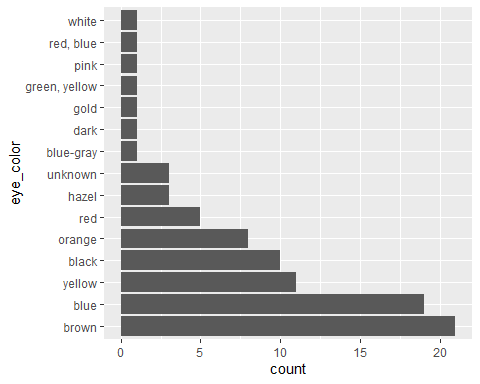 white
red, blue
pink
green, yellow
gold
dark
blue-gray
unknown
hazel
red
orange
black
yellow
blue
brown
eye_color
0 5 10 15 20
count